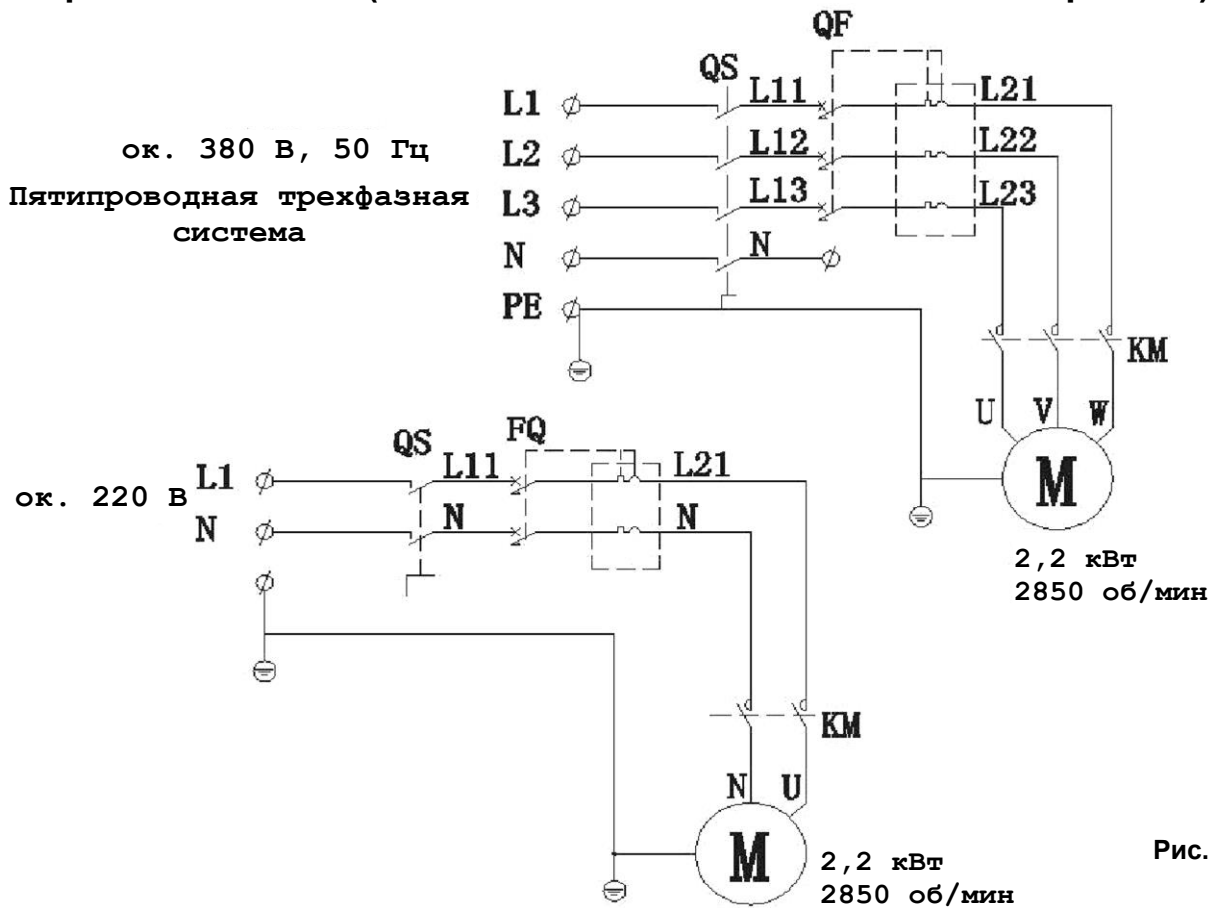 QF
QS
L1 L11 L21
ок. 380 В, 50 Гц
L2 L12 L22
Пятипроводная трехфазная
система
L3 L13 L23
N N
PE
KM
U V W
M
2,2 кВт
2850 об/мин
QS FQ
L1 L11 L21
ок. 220 В
N N N
KM
N U
M
2,2 кВт
2850 об/мин
Рис.